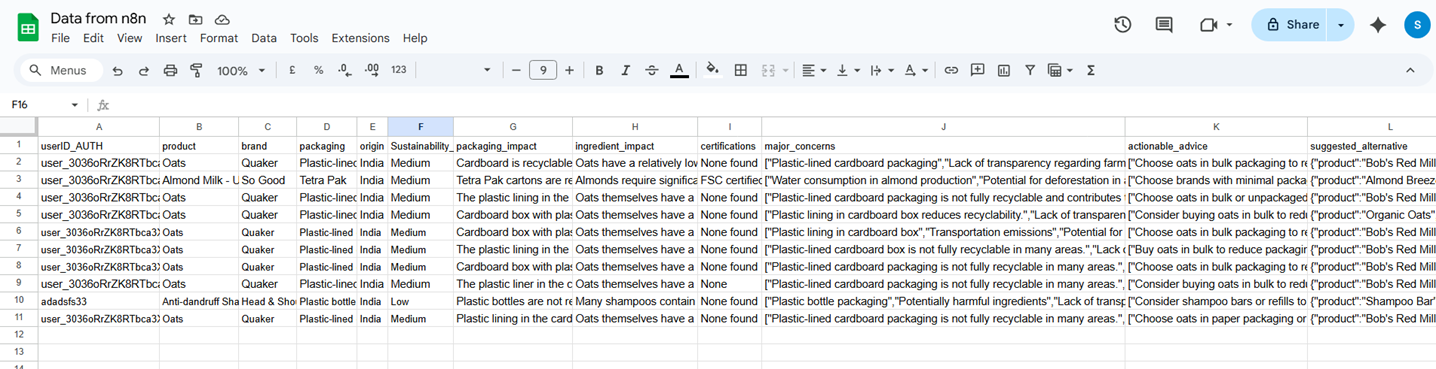 Data from n8n
File Edit View Insert Format Data Tools Extensions Help
Share
S
Menus 100% £ % .0 .00 123 9 B I A Σ
F16 fx
A B C D E F G H I J K L
1 userID_AUTH product brand packaging origin Sustainability_ packaging_impact ingredient_impact certifications major_concerns actionable_advice suggested_alternative
2 user_3036oRrZK8RTbca Oats Quaker Plastic-lined India Medium Cardboard is recyclable Oats have a relatively low None found ["Plastic-lined cardboard packaging","Lack of transparency regarding farm ["Choose oats in bulk packaging to re {"product":"Bob's Red Mill
3 user_3036oRrZK8RTbca Almond Milk - U So Good Tetra Pak India Medium Tetra Pak cartons are re Almonds require significa FSC certified ["Water consumption in almond production","Potential for deforestation in ["Choose brands with minimal packa {"product":"Almond Breez
4 user_3036oRrZK8RTbca Oats Quaker Plastic-lined India Medium The plastic lining in the Oats themselves have a None found ["Plastic-lined cardboard packaging is not fully recyclable and contributes ["Choose oats in bulk or unpackaged {"product":"Bob's Red Mill
5 user_3036oRrZK8RTbca Oats Quaker Plastic-lined India Medium Cardboard box with plas Oats themselves have a None found ["Plastic lining in cardboard box reduces recyclability.","Lack of transparen ["Consider buying oats in bulk to redu {"product":"Organic Oats"
6 user_3036oRrZK8RTbca3X Oats Quaker Plastic-lined India Medium Cardboard box with plas Oats themselves have a None found ["Plastic lining in cardboard box","Transportation emissions","Potential for ["Choose oats in bulk packaging to re {"product":"Bob's Red Mill
7 user_3036oRrZK8RTbca3X Oats Quaker Plastic-lined India Medium The plastic lining in the Oats themselves have a None found ["Plastic-lined cardboard box is not fully recyclable in many areas.","Lack ["Buy oats in bulk to reduce packagin {"product":"Bob's Red Mill
8 user_3036oRrZK8RTbca3X Oats Quaker Plastic-lined India Medium Cardboard box with plas Oats themselves have a None found ["Plastic-lined cardboard packaging is not fully recyclable in many areas.", ["Choose oats in bulk packaging to re {"product":"Bob's Red Mill
9 user_3036oRrZK8RTbca3X Oats Quaker Plastic-lined India Medium The plastic liner in the c Oats themselves have a None ["Plastic-lined cardboard packaging is not fully recyclable in many areas.", ["Consider buying oats in bulk to redu {"product":"Bob's Red Mill
10 adadsfs33 Anti-dandruff Sha Head & Shou Plastic bottle India Low Plastic bottles are not re Many shampoos contain None found ["Plastic bottle packaging","Potentially harmful ingredients","Lack of transp ["Consider shampoo bars or refills to {"product":"Shampoo Bar"
11 user_3036oRrZK8RTbca3X Oats Quaker Plastic-lined India Medium Plastic lining in the card Oats themselves have a None found ["Plastic-lined cardboard packaging is not fully recyclable in many areas.", ["Choose oats in paper packaging or {"product":"Bob's Red Mill
12
13
14